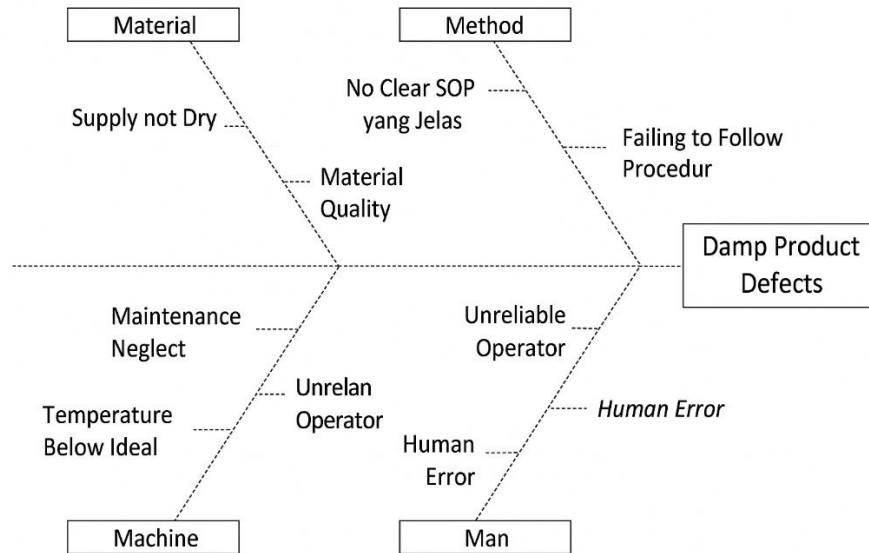 Material
Method
Supply not Dry
Material
Quality
No Clear SOP
yang Jelas
Failing to Follow
Procedur
Damp Product
Defects
Maintenance
Neglect
Unrelan
Operator
Temperature
Below Ideal
Unreliable
Operator
Human Error
Human
Error
Machine
Man